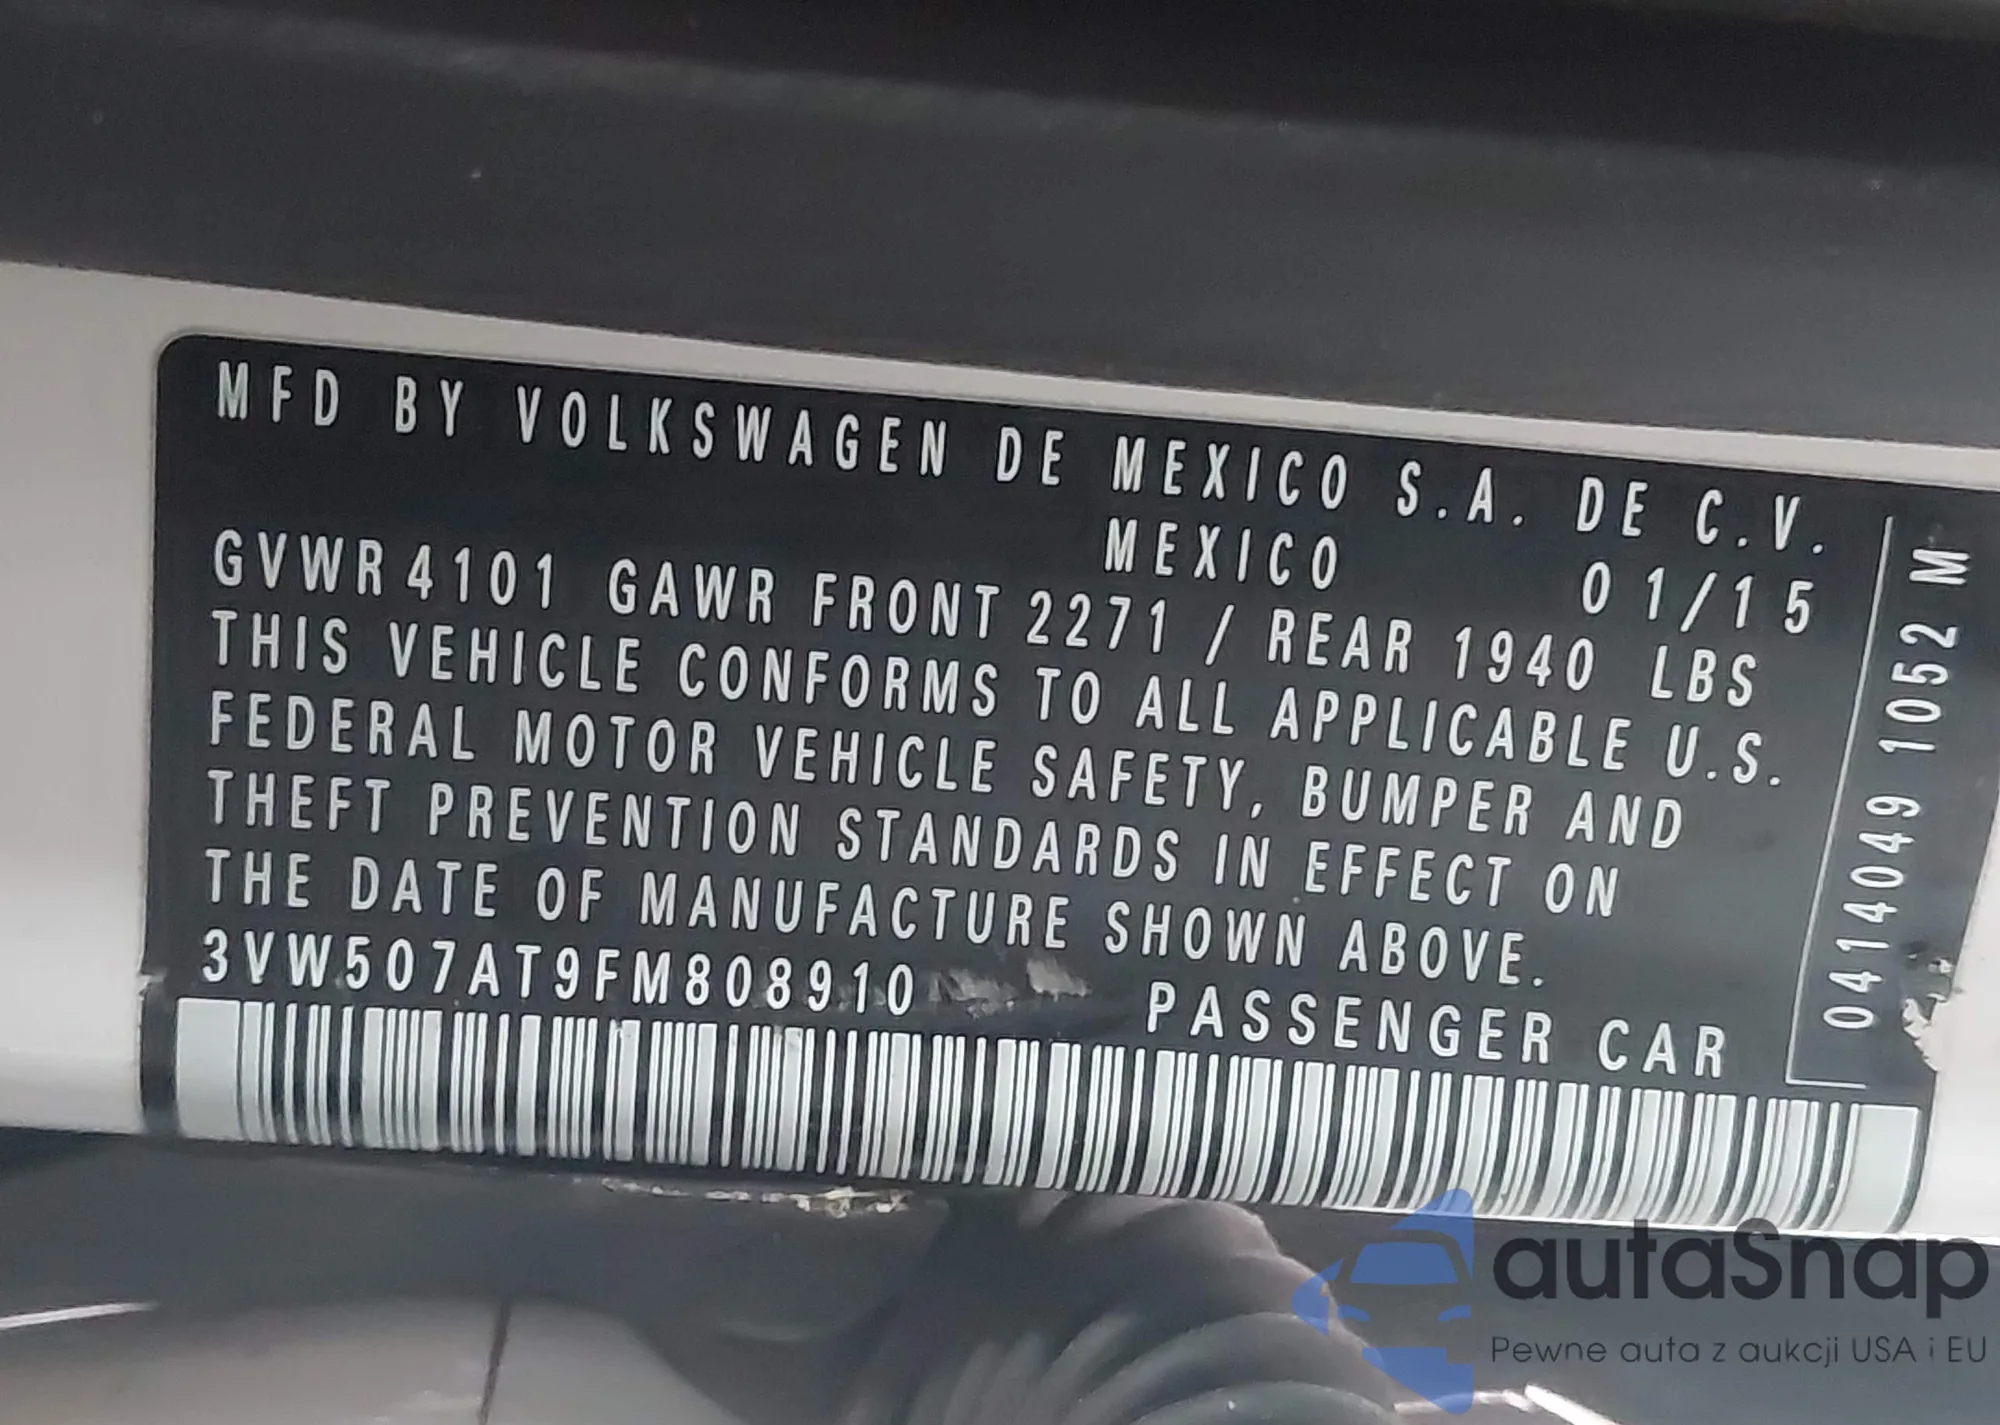 MFD BY VOLKSWAGEN DE MEXICO S.A. DE C.V.
MEXICO 01/15
GVWR 4101 GAWR FRONT 2271 / REAR 1940 LBS
THIS VEHICLE CONFORMS TO ALL APPLICABLE U.S.
FEDERAL MOTOR VEHICLE SAFETY, BUMPER AND
THEFT PREVENTION STANDARDS IN EFFECT ON
THE DATE OF MANUFACTURE SHOWN ABOVE.
3VW507AT9FM808910 PASSENGER CAR
0414049 1052 M
autaSnap
Pewne auta z aukcji USA i EU